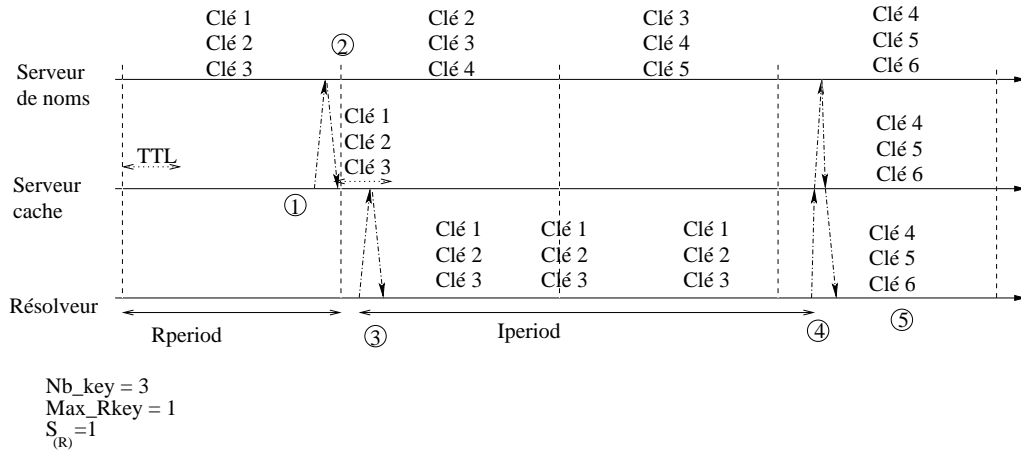 Clé 1
Clé 2
Clé 3
②
Clé 2
Clé 3
Clé 4
Clé 3
Clé 4
Clé 5
Clé 4
Clé 5
Clé 6
Serveur
de noms
TTL
Clé 1
Clé 2
Clé 3
Clé 4
Clé 5
Clé 6
Serveur
cache
①
Clé 1
Clé 2
Clé 3
Clé 1
Clé 2
Clé 3
Clé 1
Clé 2
Clé 3
Clé 4
Clé 5
Clé 6
Résolveur
Rperiod
③
Iperiod
④
⑤
Nb_key = 3
Max_Rkey = 1
S(R)=1